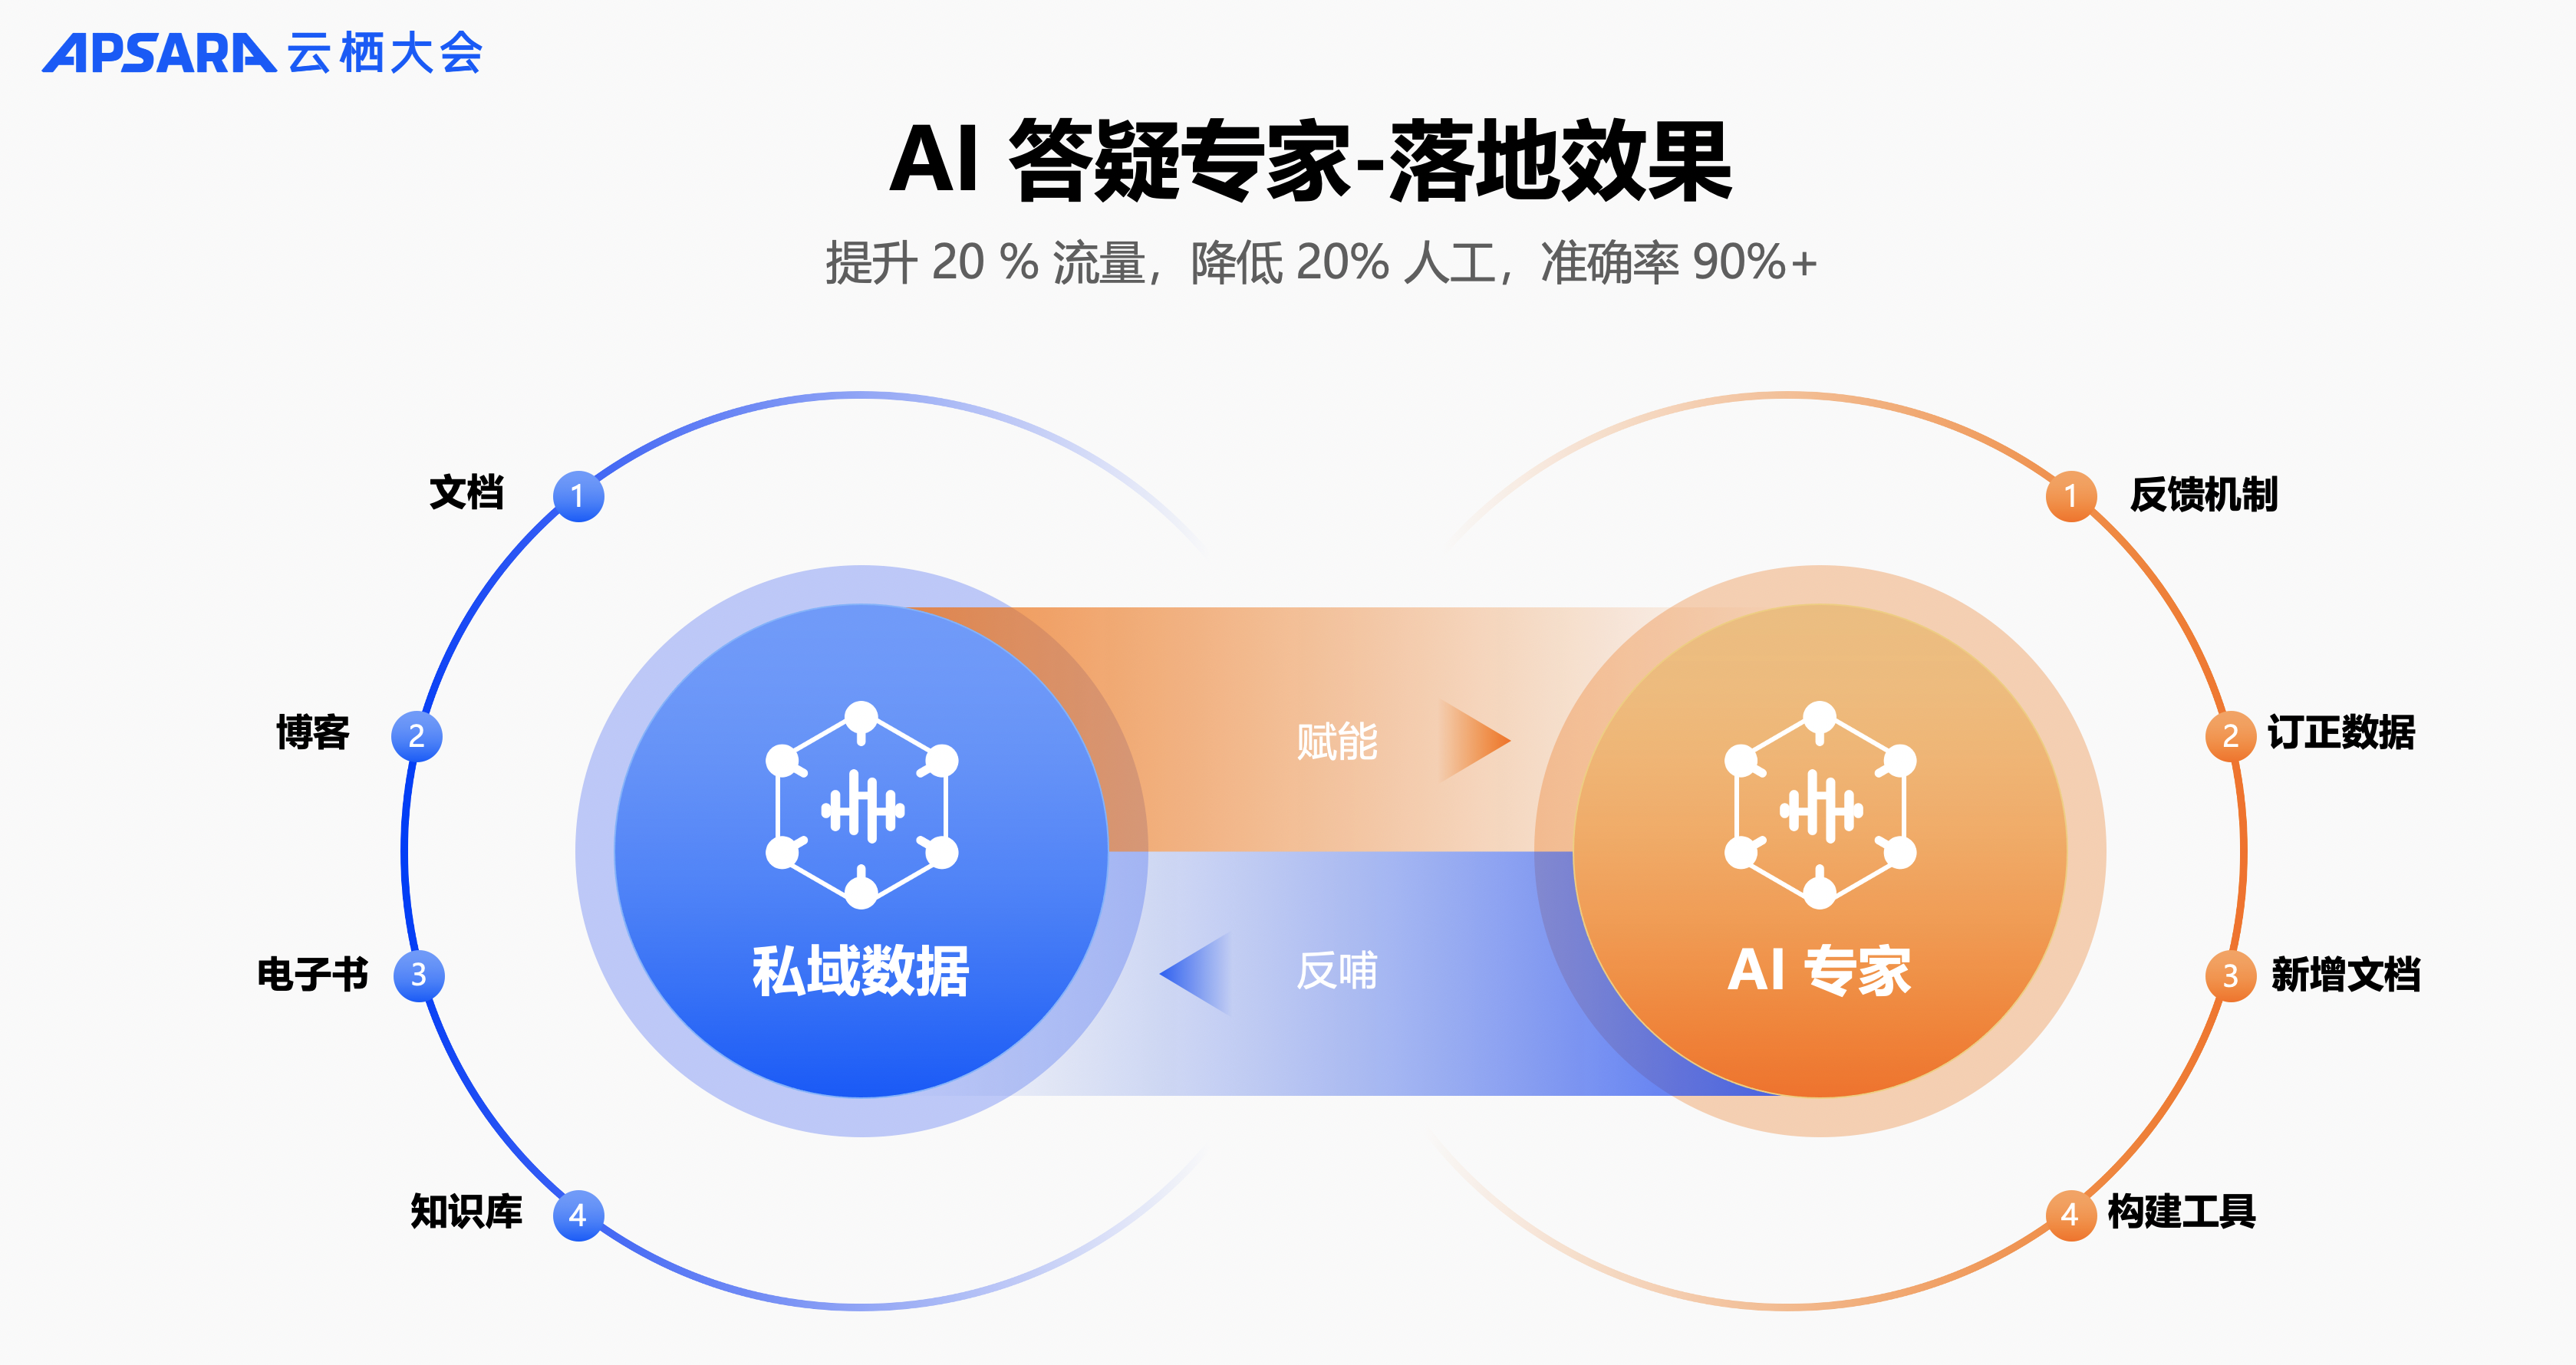 APSARA 云栖大会
AI 答疑专家-落地效果
提升 20 % 流量，降低 20% 人工，准确率 90%+
文档
1
博客
2
电子书
3
知识库
4
私域数据
赋能
反哺
AI 专家
1
反馈机制
2
订正数据
3
新增文档
4
构建工具